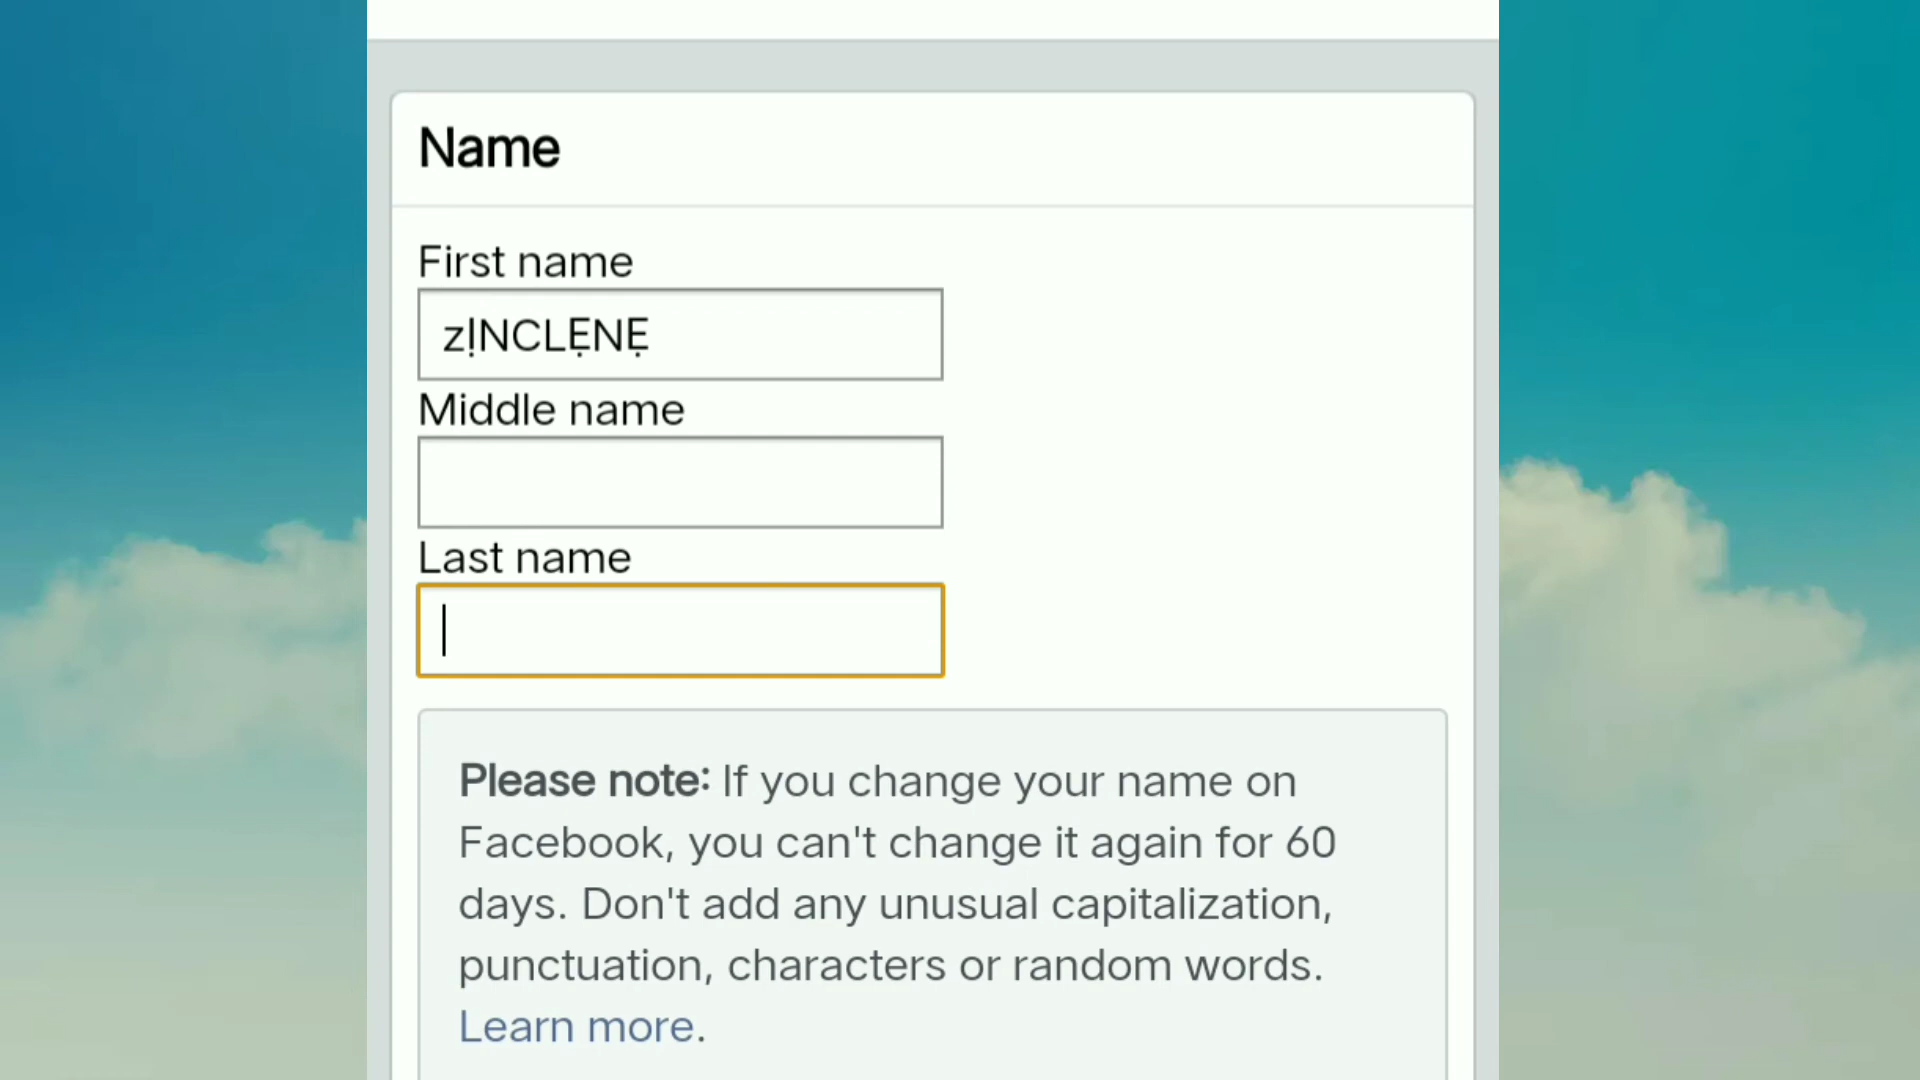 Name
First name
zỊNCLẸNẸ
Middle name
Last name
Please note: If you change your name on
Facebook, you can't change it again for 60
days. Don't add any unusual capitalization,
punctuation, characters or random words.
Learn more.